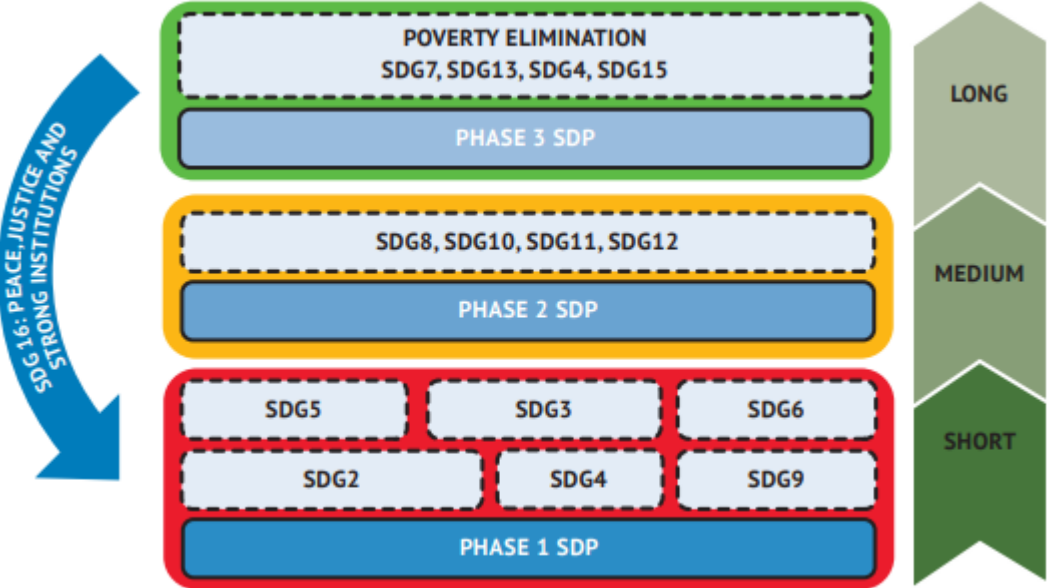 POVERTY ELIMINATION
SDG7, SDG13, SDG4, SDG15
PHASE 3 SDP
LONG
SDG 16: PEACE, JUSTICE AND
STRONG INSTITUTIONS
SDG8, SDG10, SDG11, SDG12
PHASE 2 SDP
MEDIUM
SDG5
SDG3
SDG6
SHORT
SDG2
SDG4
SDG9
PHASE 1 SDP